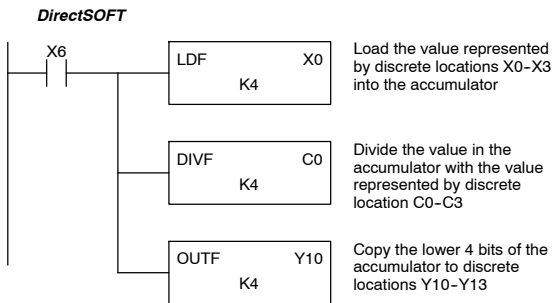 DirectSOFT
X6
LDF X0
K4
Load the value represented
by discrete locations X0-X3
into the accumulator
DIVF C0
K4
Divide the value in the
accumulator with the value
represented by discrete
location C0-C3
OUTF Y10
K4
Copy the lower 4 bits of the
accumulator to discrete
locations Y10-Y13